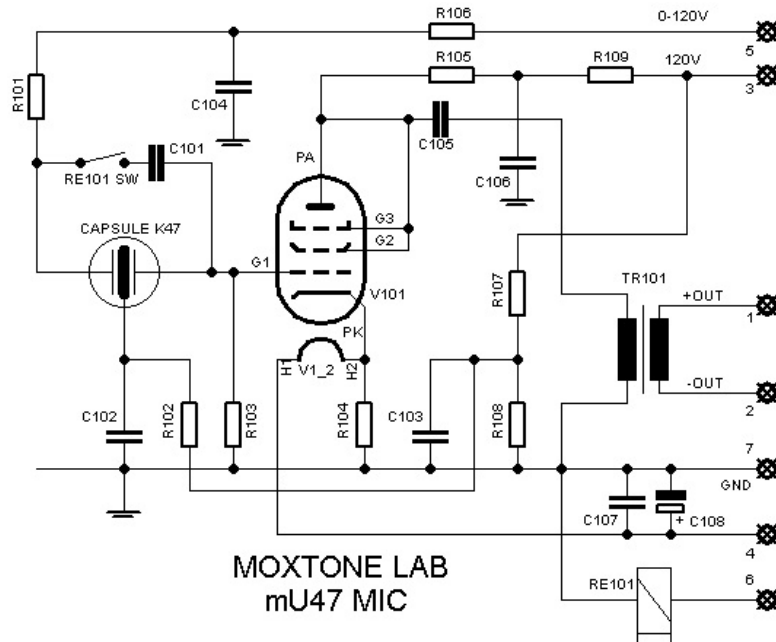 R106
0-120V
5
R105
R109
120V
3
R101
C104
C101
RE101 SW
PA
C105
C106
CAPSULE K47
G3
G2
G1
V101
R107
TR101
+OUT
1
PK
H1
V1_2
H2
-OUT
2
C102
R102
R103
R104
C103
R108
7
GND
C107
+
C108
4
MOXTONE LAB
mU47 MIC
RE101
6